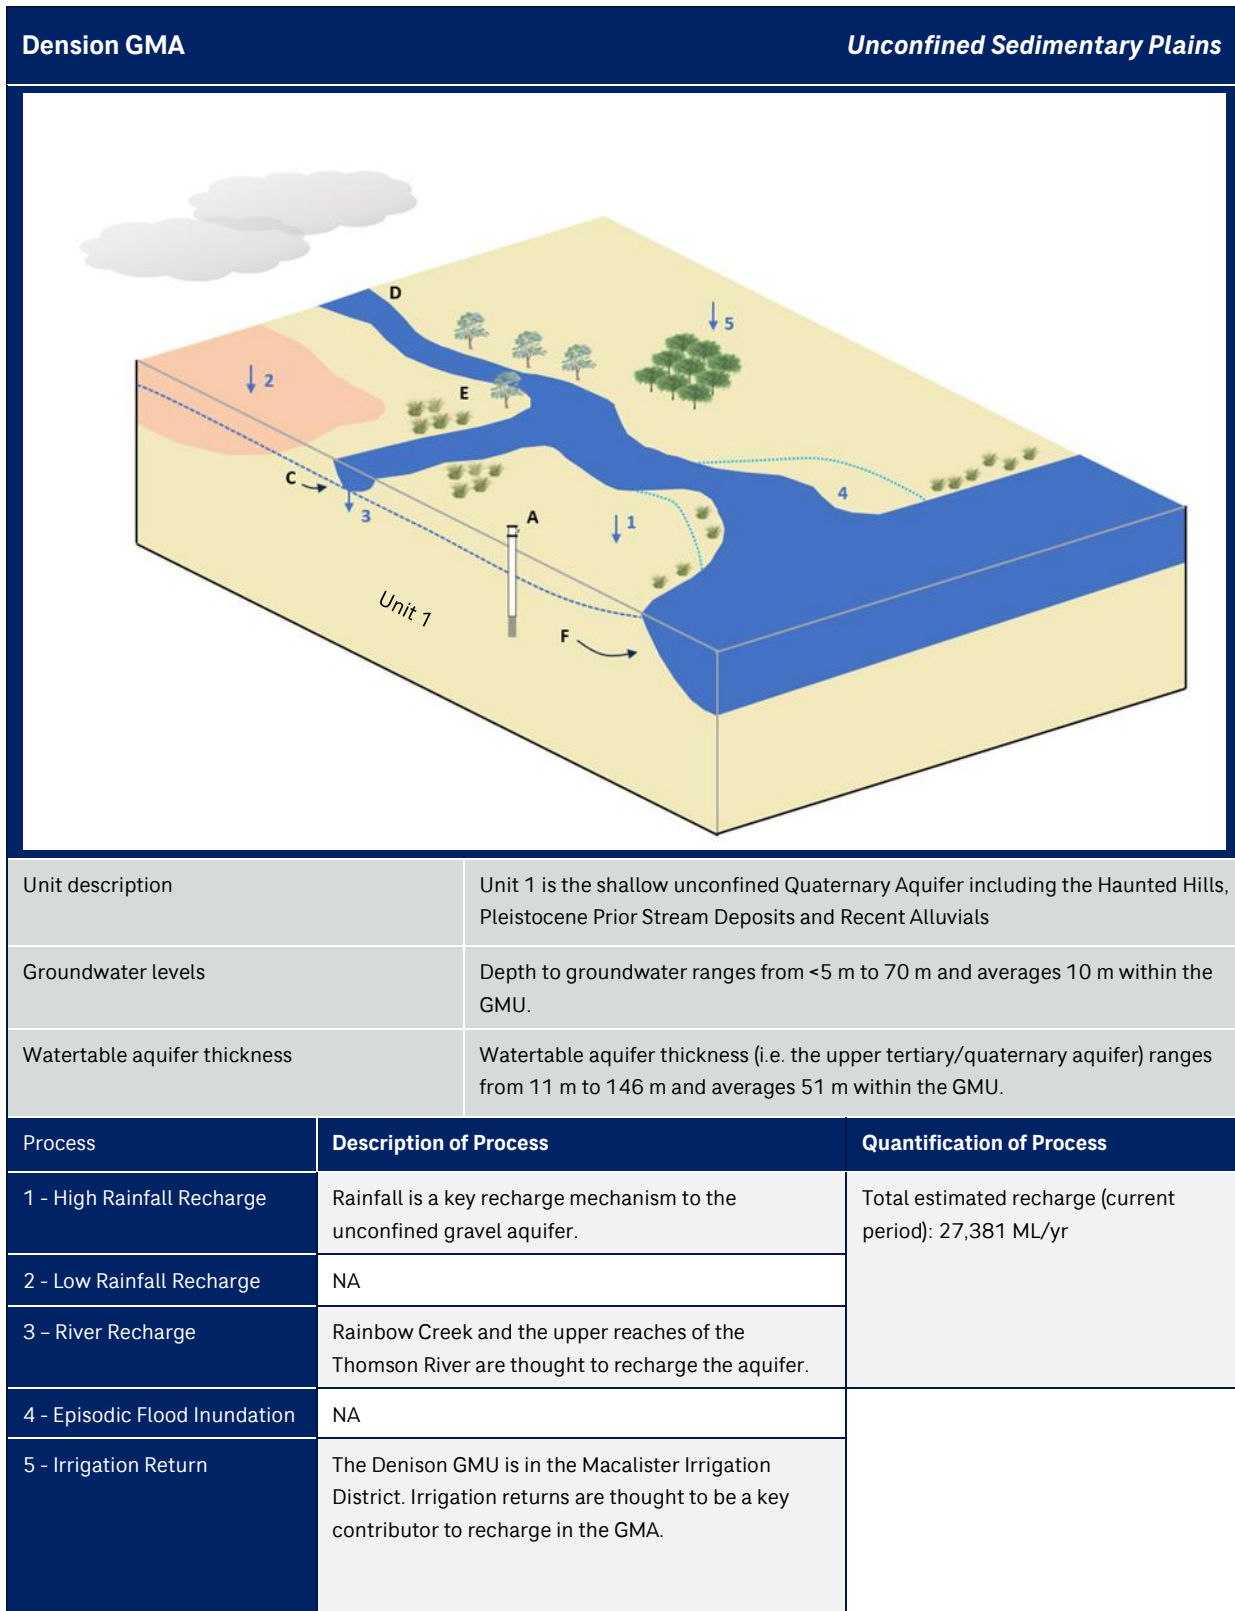 Dension GMA
Unconfined Sedimentary Plains
D
5
2
E
C
4
3
A
1
Unit 1
F
Unit description
Unit 1 is the shallow unconfined Quaternary Aquifer including the Haunted Hills,
Pleistocene Prior Stream Deposits and Recent Alluvials
Groundwater levels
Depth to groundwater ranges from <5 m to 70 m and averages 10 m within the
GMU.
Watertable aquifer thickness
Watertable aquifer thickness (i.e. the upper tertiary/quaternary aquifer) ranges
from 11 m to 146 m and averages 51 m within the GMU.
Process
Description of Process
Quantification of Process
1 - High Rainfall Recharge
Rainfall is a key recharge mechanism to the
unconfined gravel aquifer.
Total estimated recharge (current
period): 27,381 ML/yr
2 - Low Rainfall Recharge
NA
3 – River Recharge
Rainbow Creek and the upper reaches of the
Thomson River are thought to recharge the aquifer.
4 - Episodic Flood Inundation
NA
5 - Irrigation Return
The Denison GMU is in the Macalister Irrigation
District. Irrigation returns are thought to be a key
contributor to recharge in the GMA.